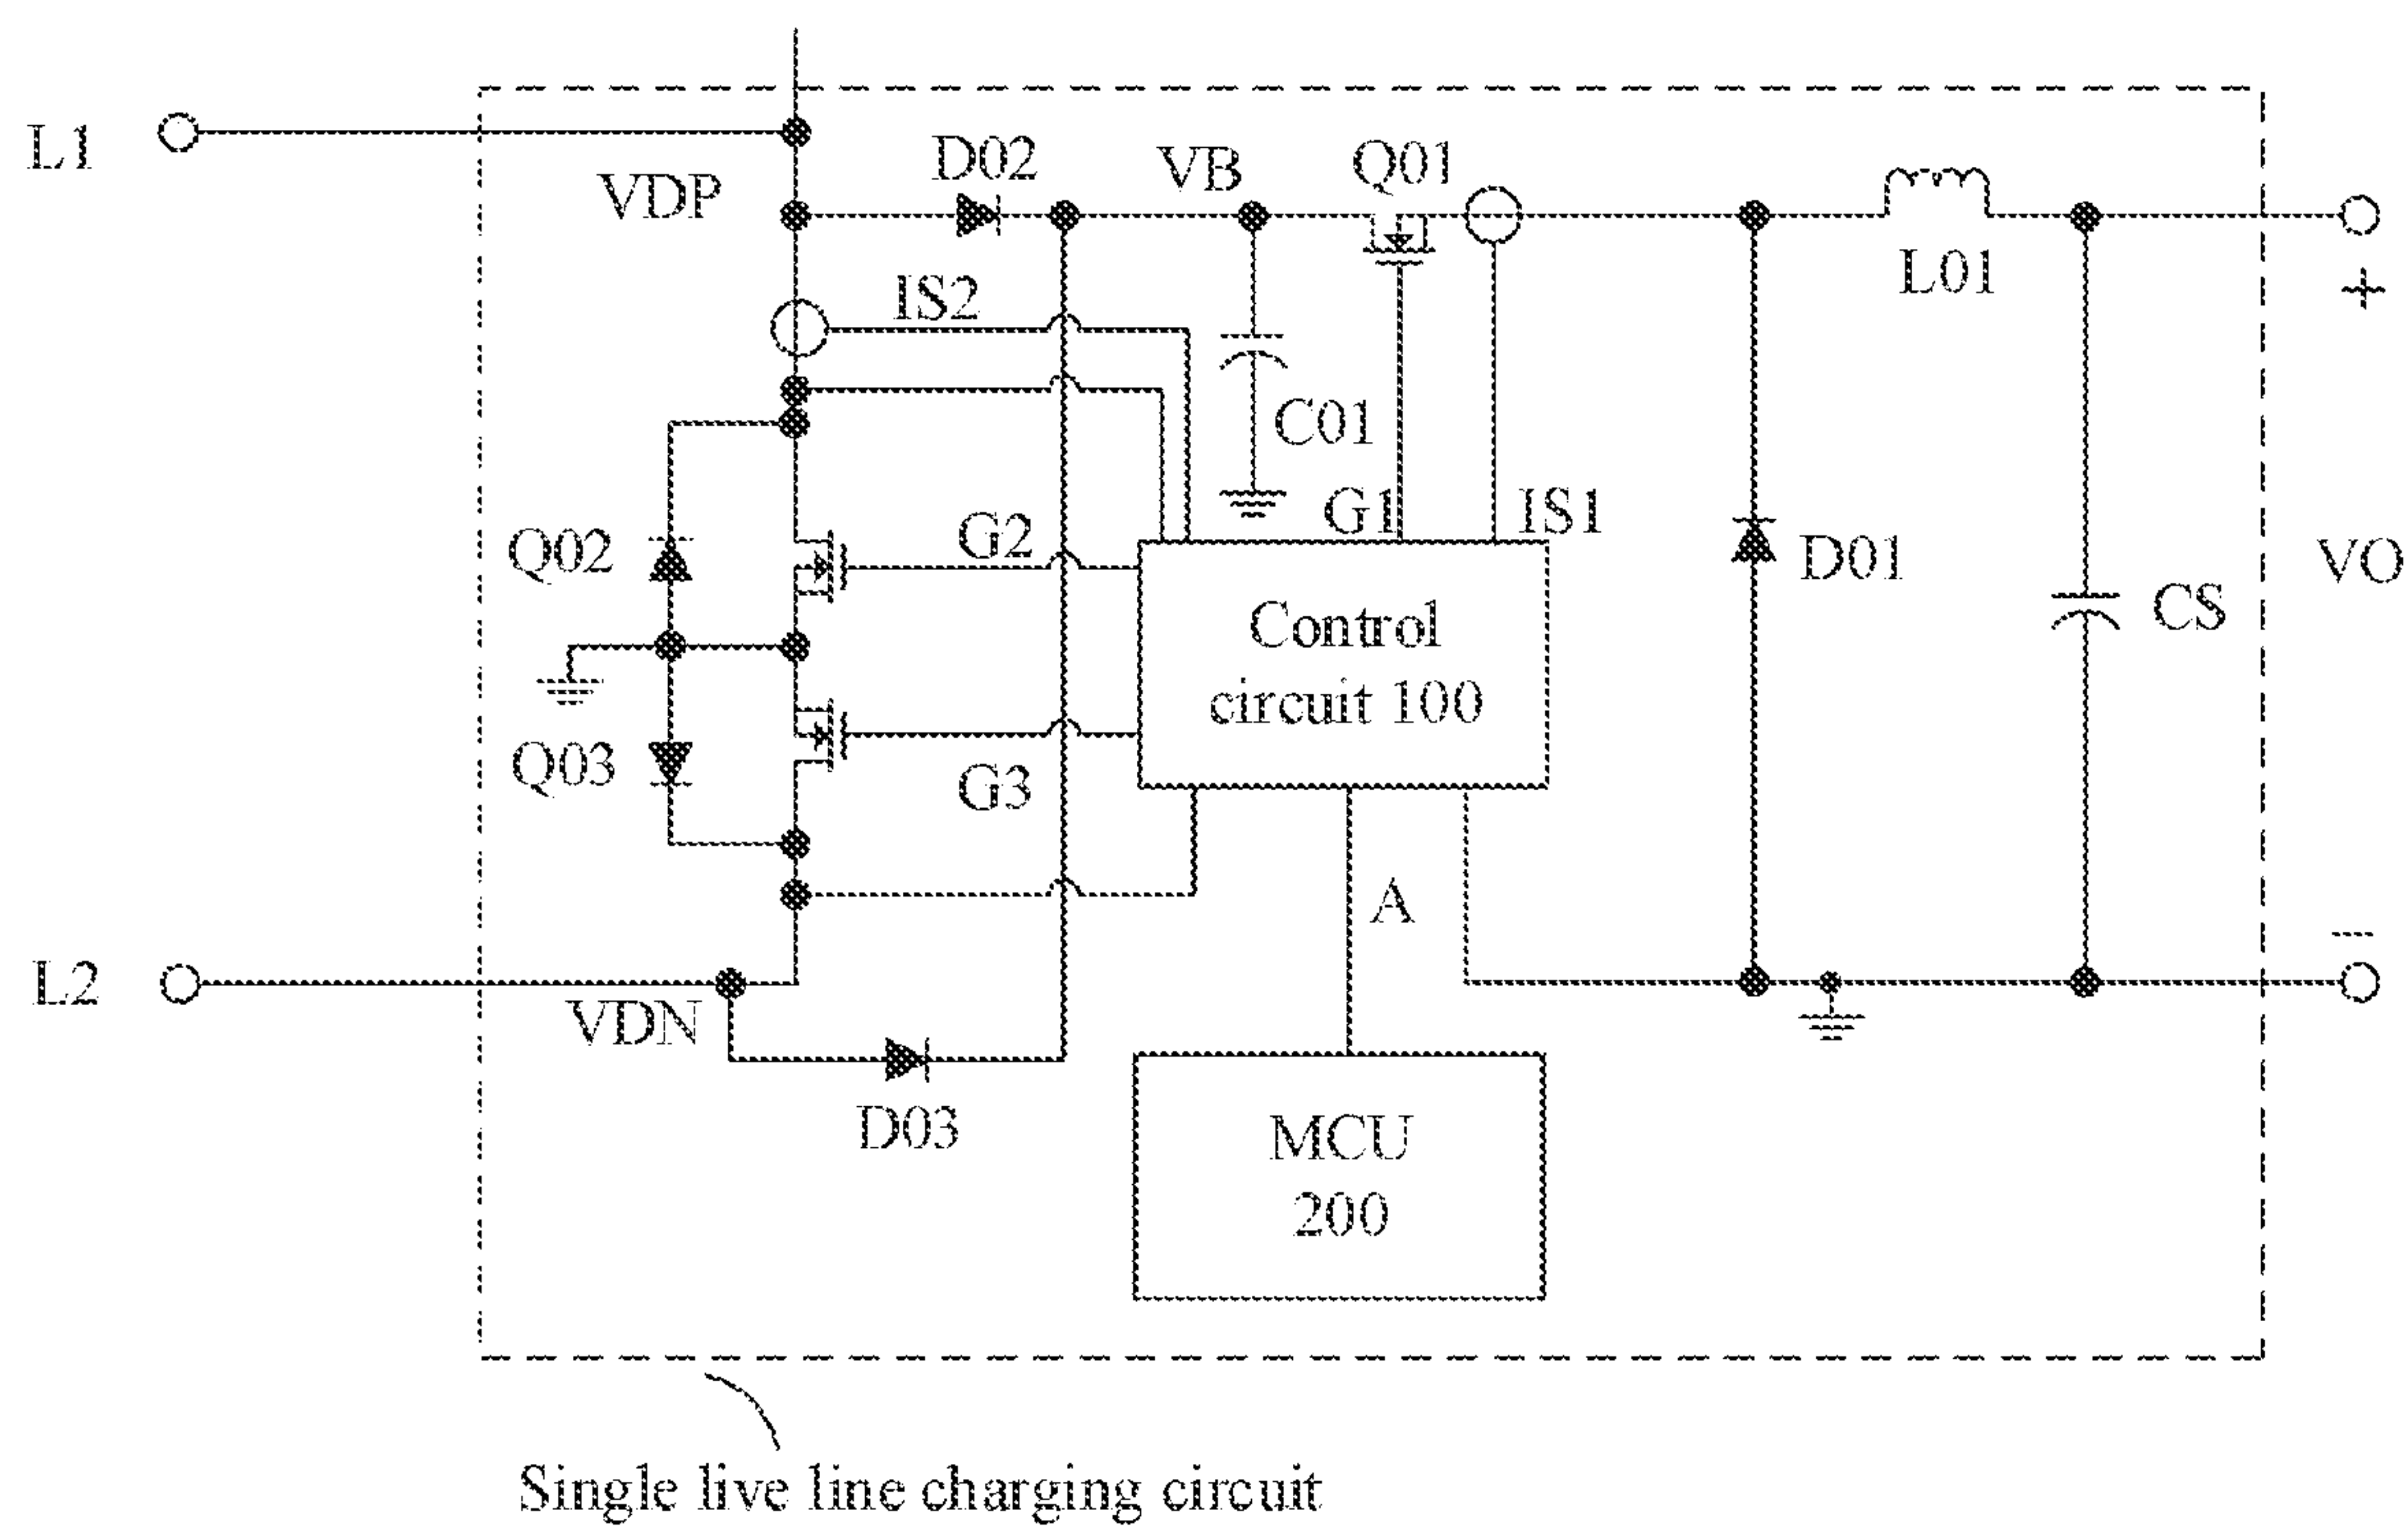 L1
VDP
D02
VB
Q01
L01
+
IS2
C01
G1
IS1
Q02
G2
D01
VO
Control
circuit 100
CS
Q03
G3
A
L2
VDN
−
D03
MCU
200
Single live line charging circuit